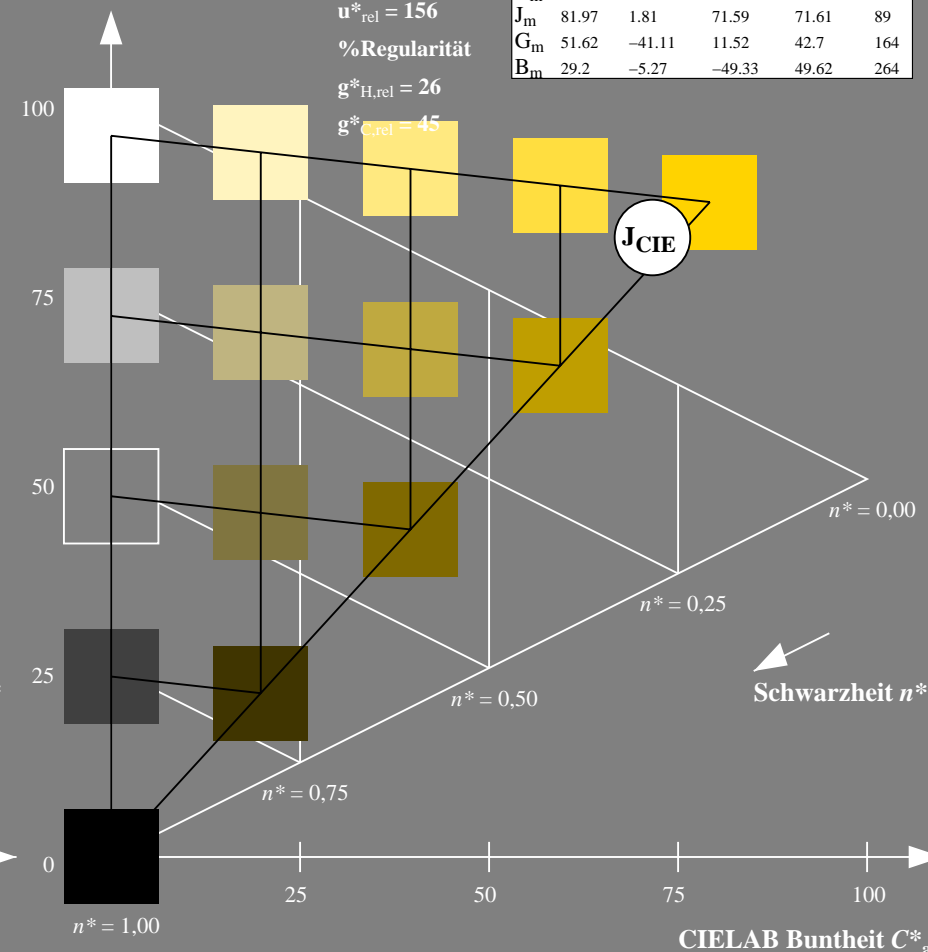 u*rel = 156
%Regularität
g*H,rel = 26
g*C,rel = 45
Jm 81.97 1.81 71.59 71.61 89
Gm 51.62 −41.11 11.52 42.7 164
Bm 29.2 −5.27 −49.33 49.62 264
100
75
50
25
0
JCIE
n* = 0,00
n* = 0,25
n* = 0,50
n* = 0,75
n* = 1,00
Schwarzheit n*
25 50 75 100
CIELAB Buntheit C*a